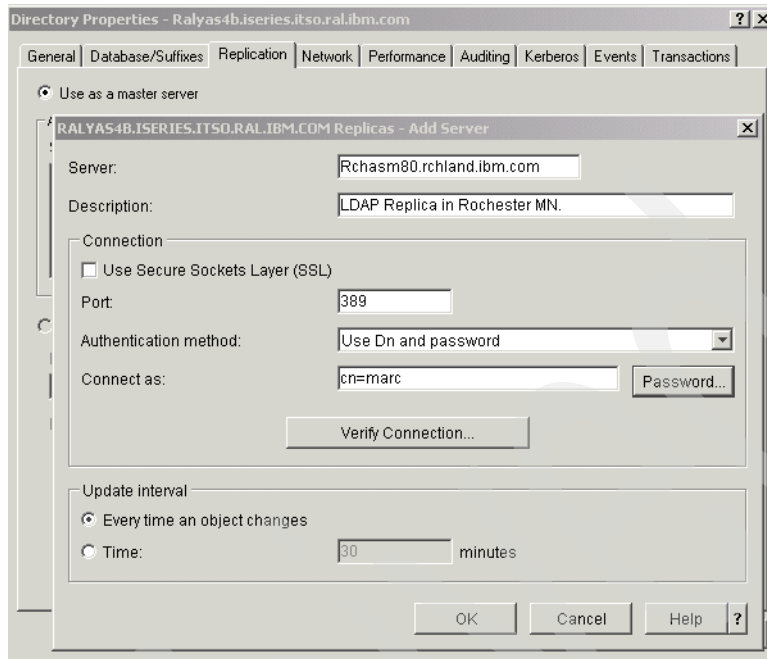 Directory Properties - Ralyas4b.iseries.itso.ral.ibm.com
?
General Database/Suffixes Replication Network Performance Auditing Kerberos Events Transactions
Use as a master server
RALYAS4B.ISERIES.ITSO.RAL.IBM.COM Replicas - Add Server
Server: Rchasm80.rchland.ibm.com
Description: LDAP Replica in Rochester MN.
Connection
Use Secure Sockets Layer (SSL)
Port: 389
Authentication method: Use Dn and password
Connect as: cn=marc Password...
Verify Connection...
Update interval
Every time an object changes
Time: 30 minutes
OK Cancel Help ?